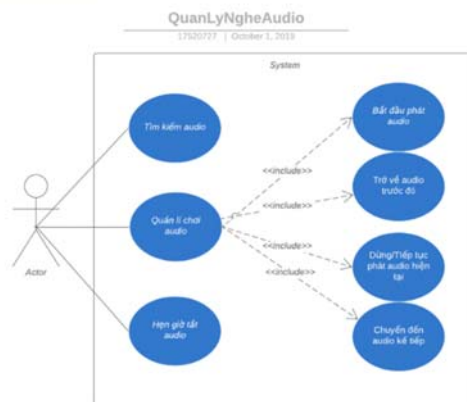 QuanLyNgheAudio
17520727 | October 1, 2019
System
Tìm kiếm audio
Bắt đầu phát
audio
<<include>>
Trở về audio
trước đó
<<include>>
Quản lí chơi
audio
Actor
<<include>>
Dừng/Tiếp tục
phát audio hiện
tại
<<include>>
Hẹn giờ tắt
audio
Chuyển đến
audio kế tiếp